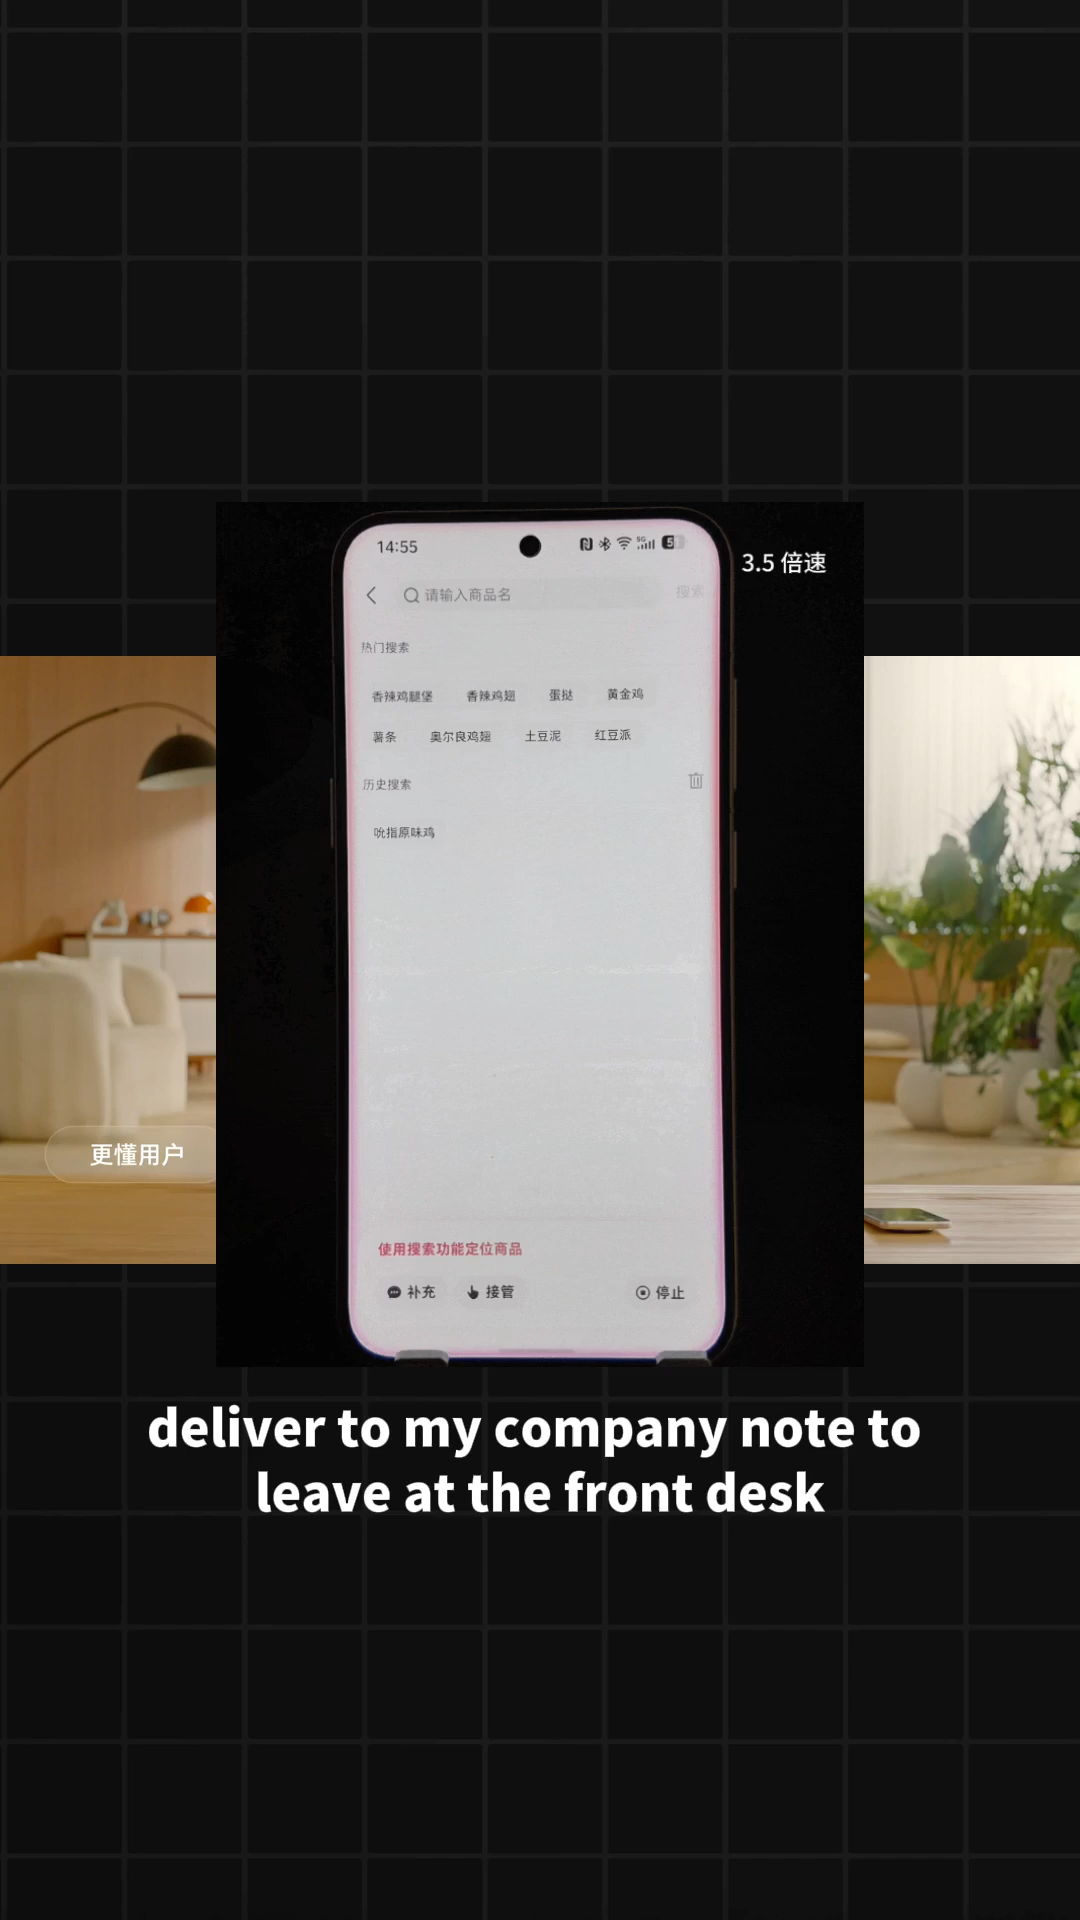 14:55
5G
3.5 倍速
请输入商品名
搜索
热门搜索
香辣鸡腿堡 香辣鸡翅 蛋挞 黄金鸡
薯条 奥尔良鸡翅 土豆泥 红豆派
历史搜索
吮指原味鸡
更懂用户
使用搜索功能定位商品
补充 接管 停止
deliver to my company note to
leave at the front desk